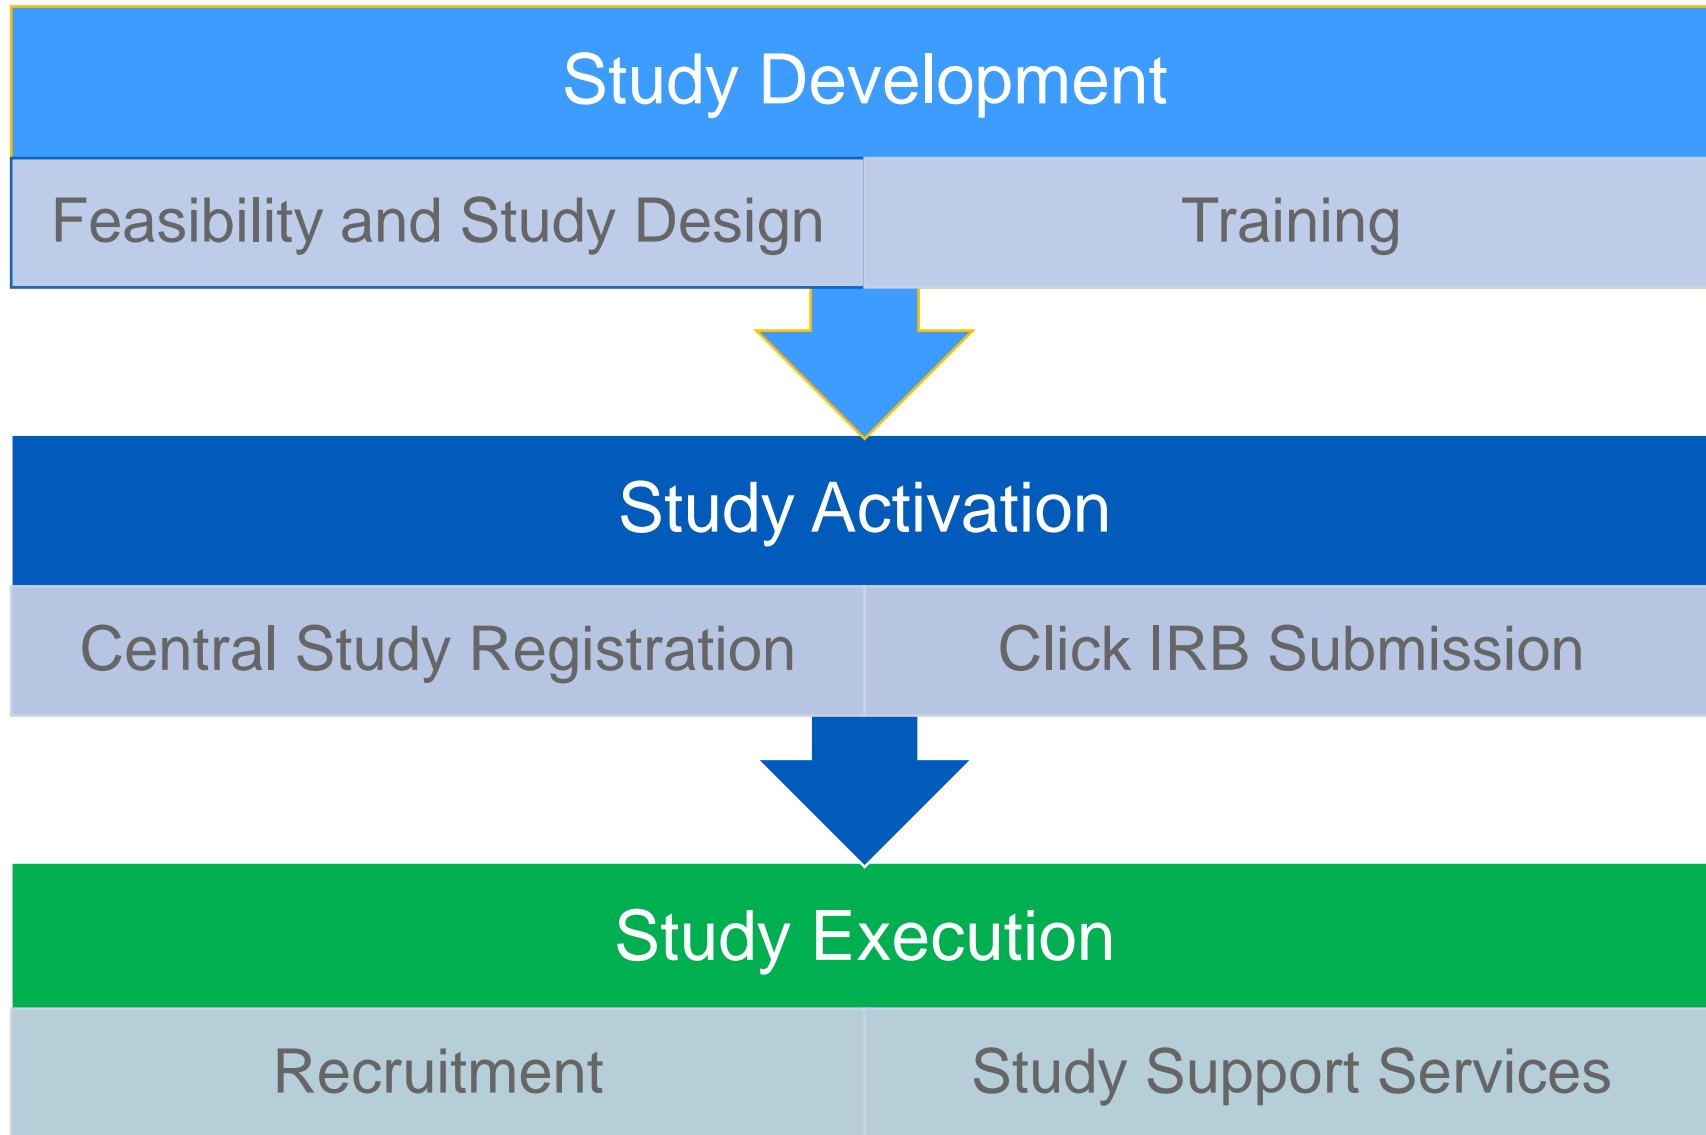 Study Development
Feasibility and Study Design
Training
Study Activation
Central Study Registration
Click IRB Submission
Study Execution
Recruitment
Study Support Services